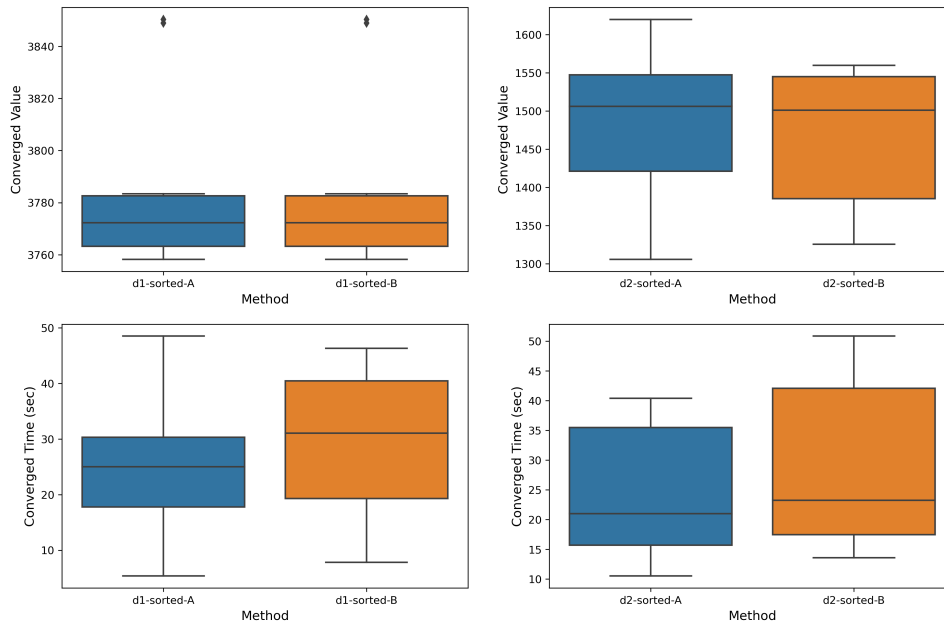 Converged Value
3840
3820
3800
3780
3760
d1-sorted-A
d1-sorted-B
Method
Converged Value
1600
1550
1500
1450
1400
1350
1300
d2-sorted-A
d2-sorted-B
Method
Converged Time (sec)
50
40
30
20
10
d1-sorted-A
d1-sorted-B
Method
Converged Time (sec)
50
45
40
35
30
25
20
15
10
d2-sorted-A
d2-sorted-B
Method